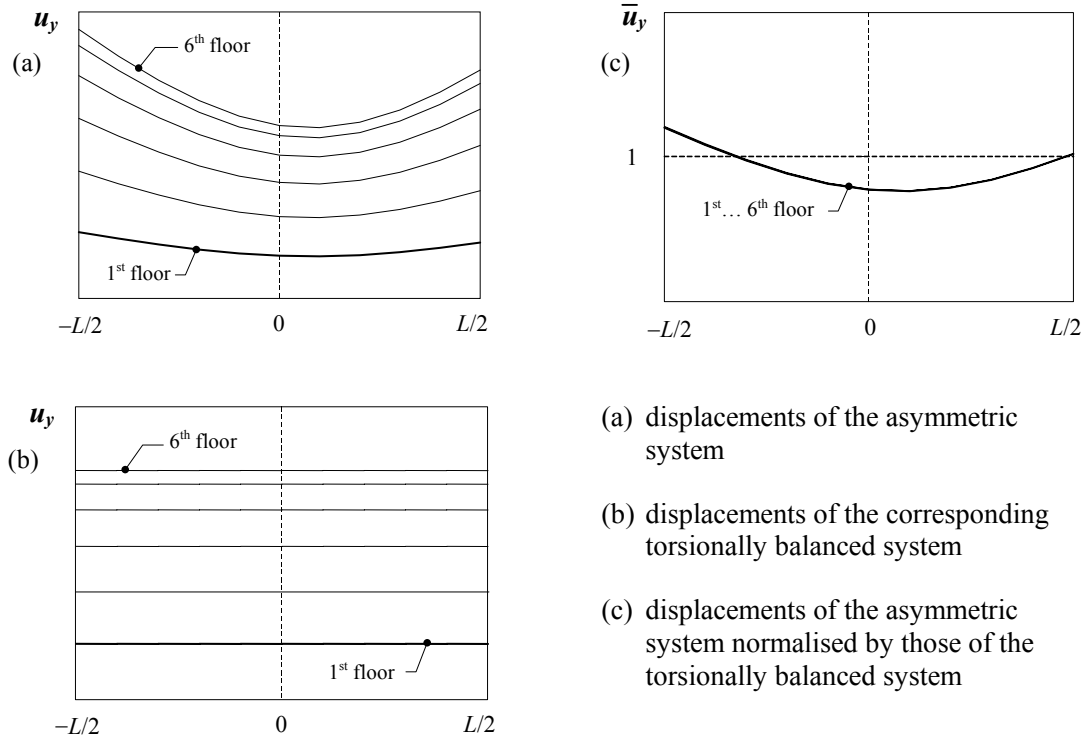 u_y
(a)
6th floor
1st floor
–L/2
0
L/2
ū_y
(c)
1
1st… 6th floor
–L/2
0
L/2
u_y
(b)
6th floor
1st floor
–L/2
0
L/2
(a) displacements of the asymmetric
system
(b) displacements of the corresponding
torsionally balanced system
(c) displacements of the asymmetric
system normalised by those of the
torsionally balanced system